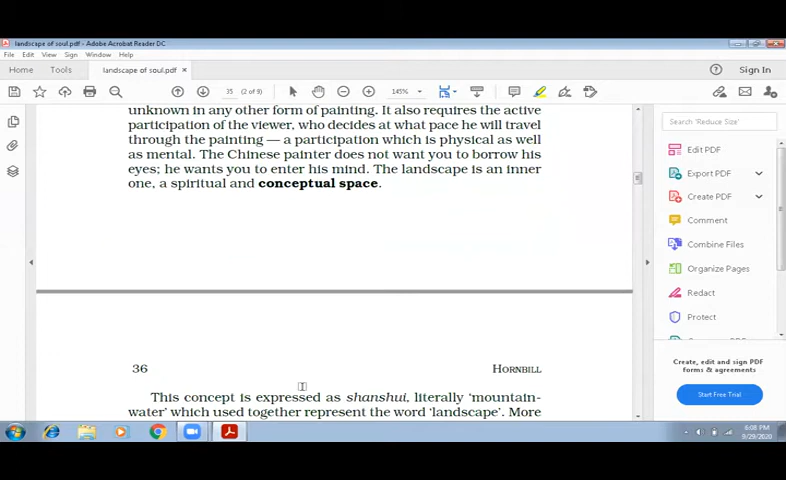 landscape of soul.pdf - Adobe Acrobat Reader DC
File Edit View Sign Window Help
Home Tools landscape of soul.pdf × Sign In
35 (2 of 9) 145%
unknown in any other form of painting. It also requires the active
participation of the viewer, who decides at what pace he will travel
through the painting — a participation which is physical as well
as mental. The Chinese painter does not want you to borrow his
eyes; he wants you to enter his mind. The landscape is an inner
one, a spiritual and conceptual space.
36 HORNBILL
This concept is expressed as shanshui, literally ‘mountain-
water’ which used together represent the word ‘landscape’. More
Search 'Reduce Size'
Edit PDF
Export PDF
Create PDF
Comment
Combine Files
Organize Pages
Redact
Protect
Create, edit and sign PDF
forms & agreements
Start Free Trial
6:08 PM
9/29/2020